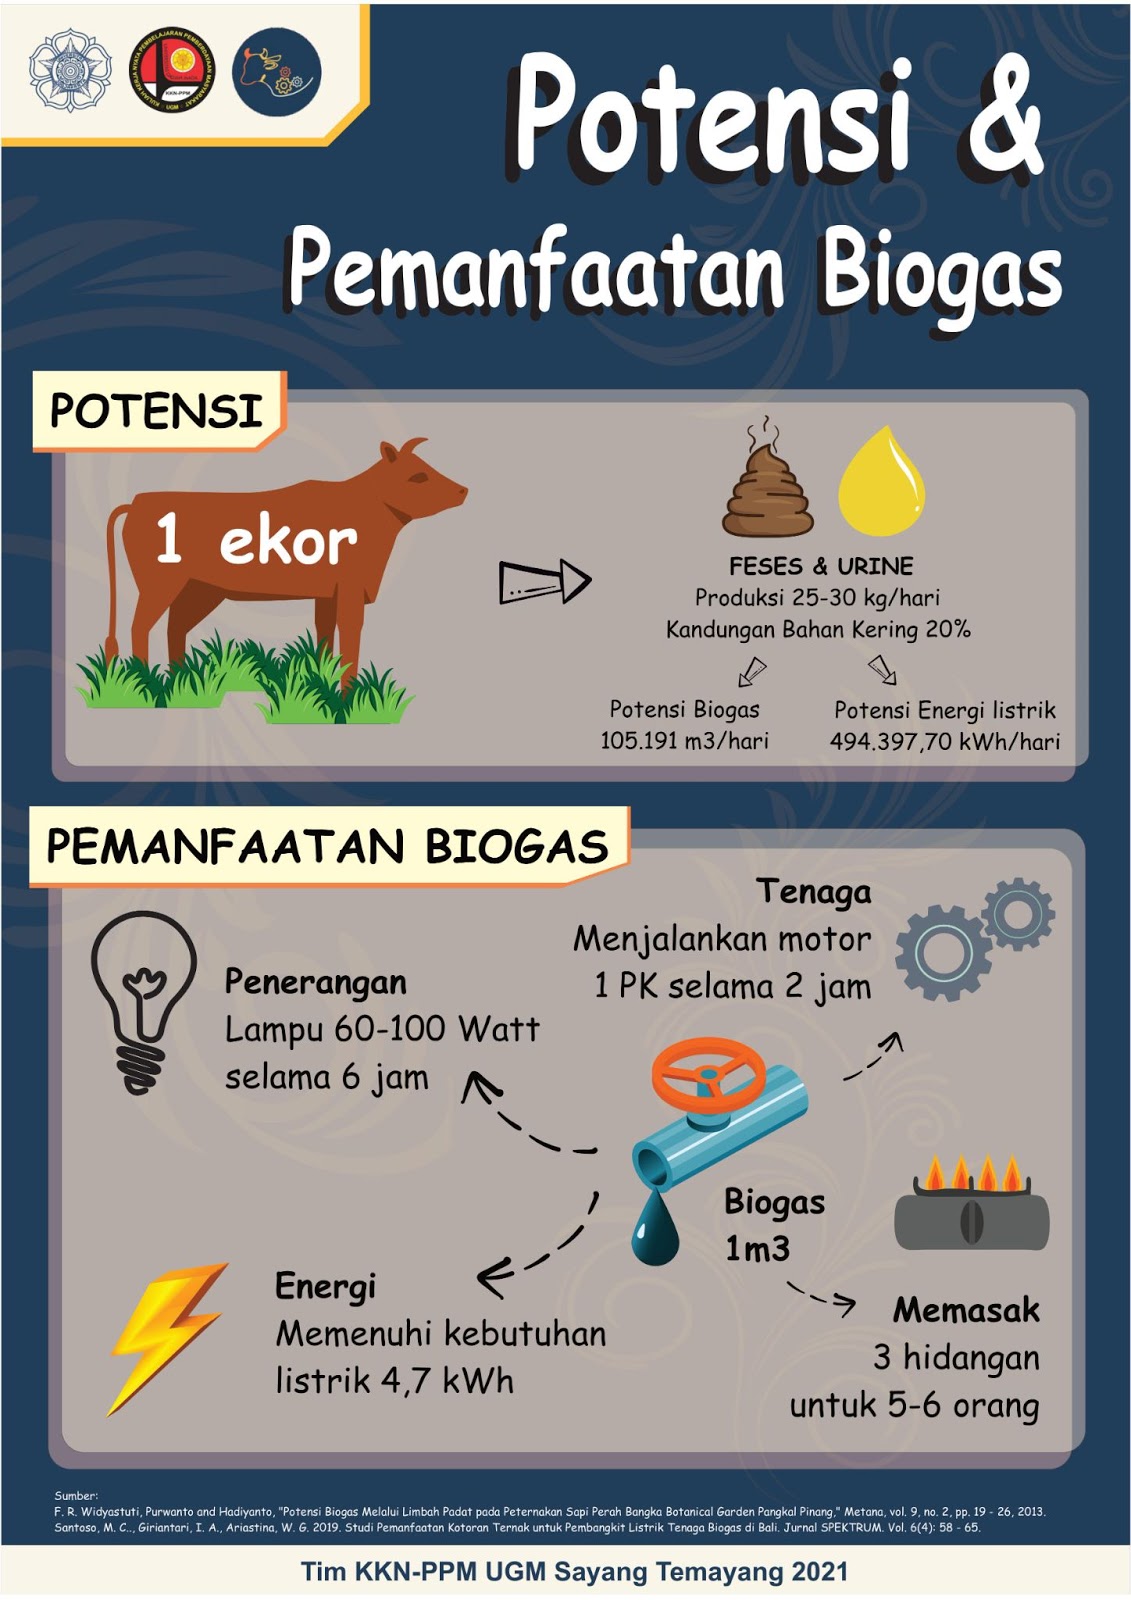 KULIAH KERJA NYATA PEMBELAJARAN PEMBERDAYAAN MASYARAKAT
KKN-PPM
UGM
Potensi &
Pemanfaatan Biogas
POTENSI
1 ekor
FESES & URINE
Produksi 25-30 kg/hari
Kandungan Bahan Kering 20%
Potensi Biogas
105.191 m3/hari
Potensi Energi listrik
494.397,70 kWh/hari
PEMANFAATAN BIOGAS
Tenaga
Menjalankan motor
1 PK selama 2 jam
Penerangan
Lampu 60-100 Watt
selama 6 jam
Biogas
1m3
Energi
Memenuhi kebutuhan
listrik 4,7 kWh
Memasak
3 hidangan
untuk 5-6 orang
Sumber:
F. R. Widyastuti, Purwanto and Hadiyanto, "Potensi Biogas Melalui Limbah Padat pada Peternakan Sapi Perah Bangka Botanical Garden Pangkal Pinang," Metana, vol. 9, no. 2, pp. 19 - 26, 2013.
Santoso, M. C.., Giriantari, I. A., Ariastina, W. G. 2019. Studi Pemanfaatan Kotoran Ternak untuk Pembangkit Listrik Tenaga Biogas di Bali. Jurnal SPEKTRUM. Vol. 6(4): 58 - 65.
Tim KKN-PPM UGM Sayang Temayang 2021